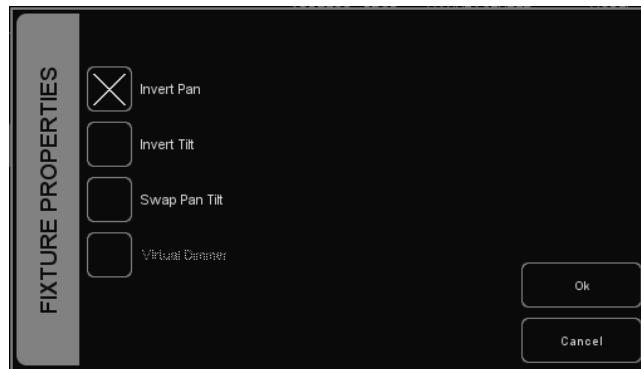 FIXTURE PROPERTIES
Invert Pan
Invert Tilt
Swap Pan Tilt
Virtual Dimmer
Ok
Cancel